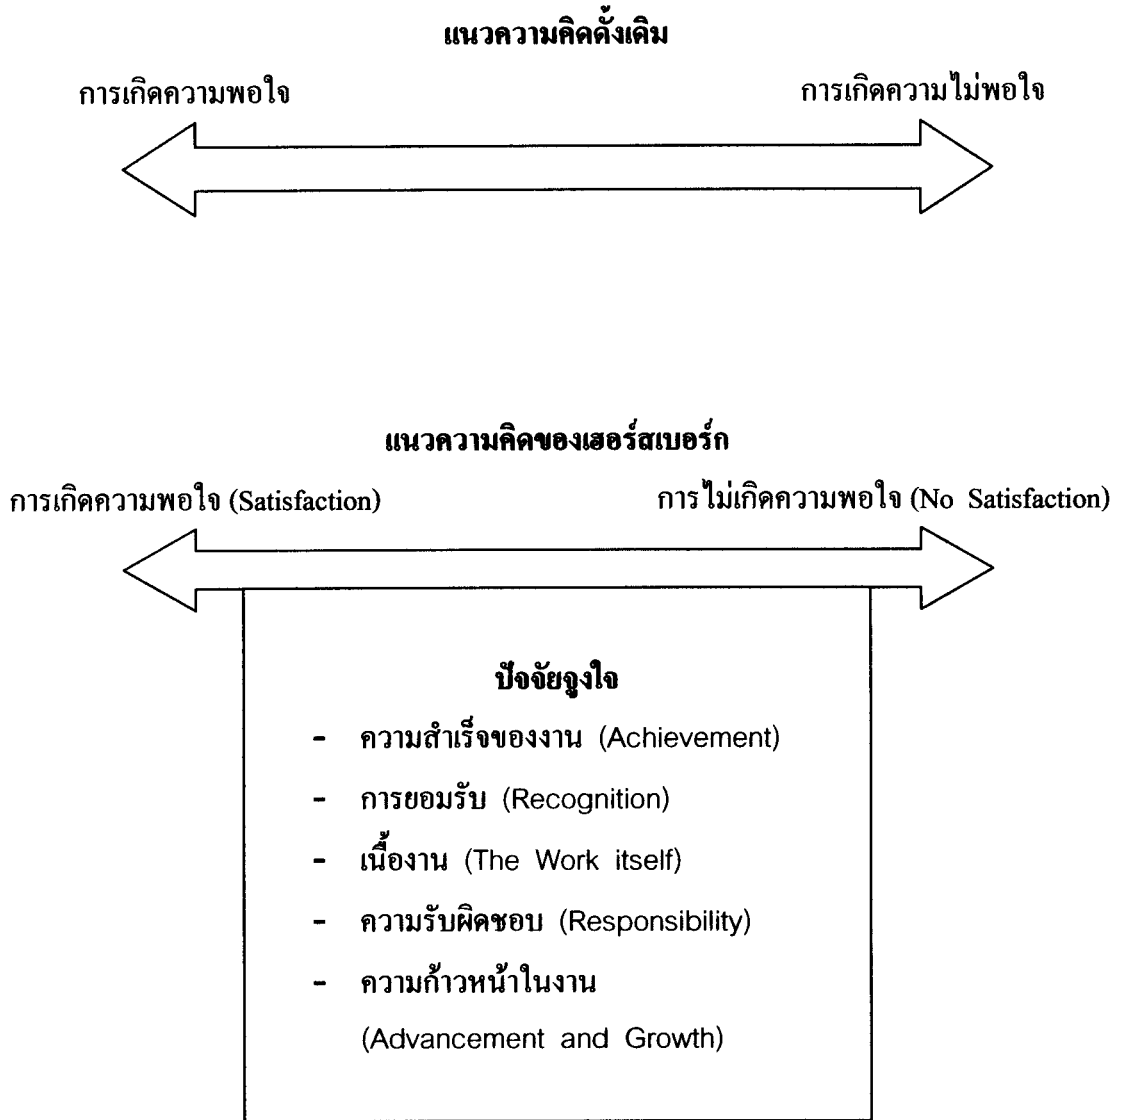 แนวความคิดดั้งเดิม
การเกิดความพอใจ การเกิดความไม่พอใจ
แนวความคิดของเฮอร์สเบอร์ก
การเกิดความพอใจ (Satisfaction) การไม่เกิดความพอใจ (No Satisfaction)
ปัจจัยจูงใจ
- ความสำเร็จของงาน (Achievement)
- การยอมรับ (Recognition)
- เนื้องาน (The Work itself)
- ความรับผิดชอบ (Responsibility)
- ความก้าวหน้าในงาน
(Advancement and Growth)